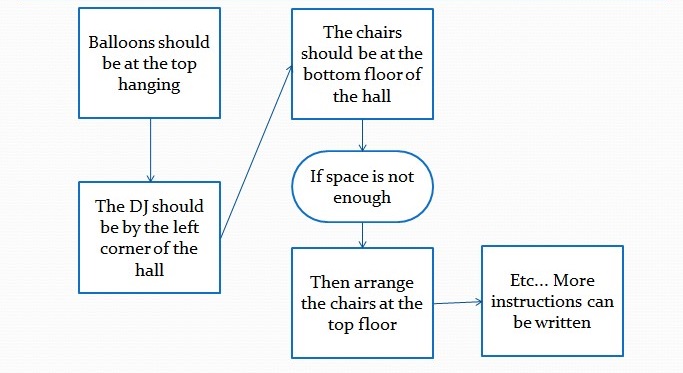 Balloons should
be at the top
hanging
The DJ should
be by the left
corner of the
hall
The chairs
should be at the
bottom floor of
the hall
If space is not
enough
Then arrange
the chairs at the
top floor
Etc... More
instructions can
be written